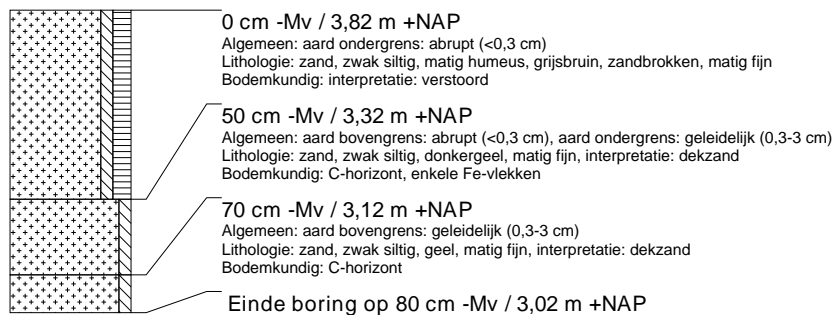 0 cm -Mv / 3,82 m +NAP
Algemeen: aard ondergrens: abrupt (<0,3 cm)
Lithologie: zand, zwak siltig, matig humeus, grijsbruin, zandbrokken, matig fijn
Bodemkundig: interpretatie: verstoord
50 cm -Mv / 3,32 m +NAP
Algemeen: aard bovengrens: abrupt (<0,3 cm), aard ondergrens: geleidelijk (0,3-3 cm)
Lithologie: zand, zwak siltig, donkergeel, matig fijn, interpretatie: dekzand
Bodemkundig: C-horizont, enkele Fe-vlekken
70 cm -Mv / 3,12 m +NAP
Algemeen: aard bovengrens: geleidelijk (0,3-3 cm)
Lithologie: zand, zwak siltig, geel, matig fijn, interpretatie: dekzand
Bodemkundig: C-horizont
Einde boring op 80 cm -Mv / 3,02 m +NAP